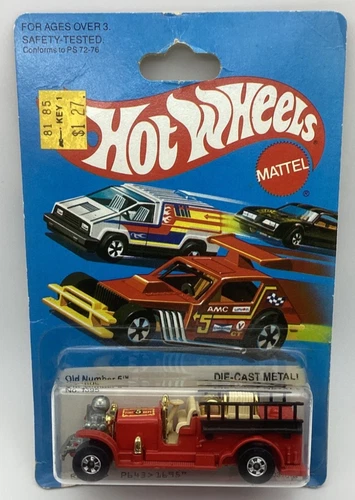 FOR AGES OVER 3.
SAFETY-TESTED.
Conforms to PS 72-76.
81 85
KEY 1
$1.27
HOT WHEELS
MATTEL
®
AMC
5
Old Number 5™
DIE-CAST METAL!